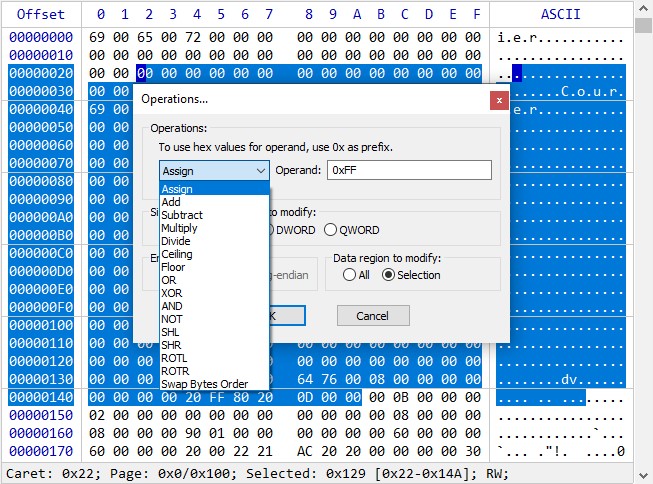 Offset 0 1 2 3 4 5 6 7 8 9 A B C D E F ASCII
00000000 69 00 65 00 72 00 00 00 00 00 00 00 00 00 00 00 i.e.r...........
00000010 00 00 00 00 00 00 00 00 00 00 00 00 00 00 00 00 ................
00000020 00 00 00 00 00 00 00 00 00 00 00 00 00 00 00 00 ................
00000030 00 00 .......C.o.u.r.
00000040 69 00 e.r.............
00000050 00 00
00000060 00 00
00000070 00 00
00000080 00 00
00000090 00 00
000000A0 00 00
000000B0 00 00
000000C0 00 00
000000D0 00 00
000000E0 00 00
000000F0 00 00
00000100 00 00
00000110 00 00 00 00 00 00 00 00 00 00
00000120 00 00 00 00 00 00 00 00 00 00
00000130 00 00 64 76 00 08 00 00 00 00 ........dv......
00000140 00 00 00 00 20 FF 80 20 0D 00 00 00 0B 00 00 00
00000150 02 00 00 00 00 00 00 00 00 00 00 00 08 00 00 00 ................
00000160 08 00 00 00 90 01 00 00 00 00 00 00 60 00 00 00 ............`...
00000170 60 00 00 00 20 00 22 21 AC 20 20 00 00 00 00 30 `... ."!.  ....0
Operations...
x
Operations:
To use hex values for operand, use 0x as prefix.
Assign Operand: 0xFF
Assign
Add
Subtract
Multiply
Divide
Ceiling
Floor
OR
XOR
AND
NOT
SHL
SHR
ROTL
ROTR
Swap Bytes Order
to modify:
DWORD QWORD
Data region to modify:
All Selection
Cancel
Caret: 0x22; Page: 0x0/0x100; Selected: 0x129 [0x22-0x14A]; RW;